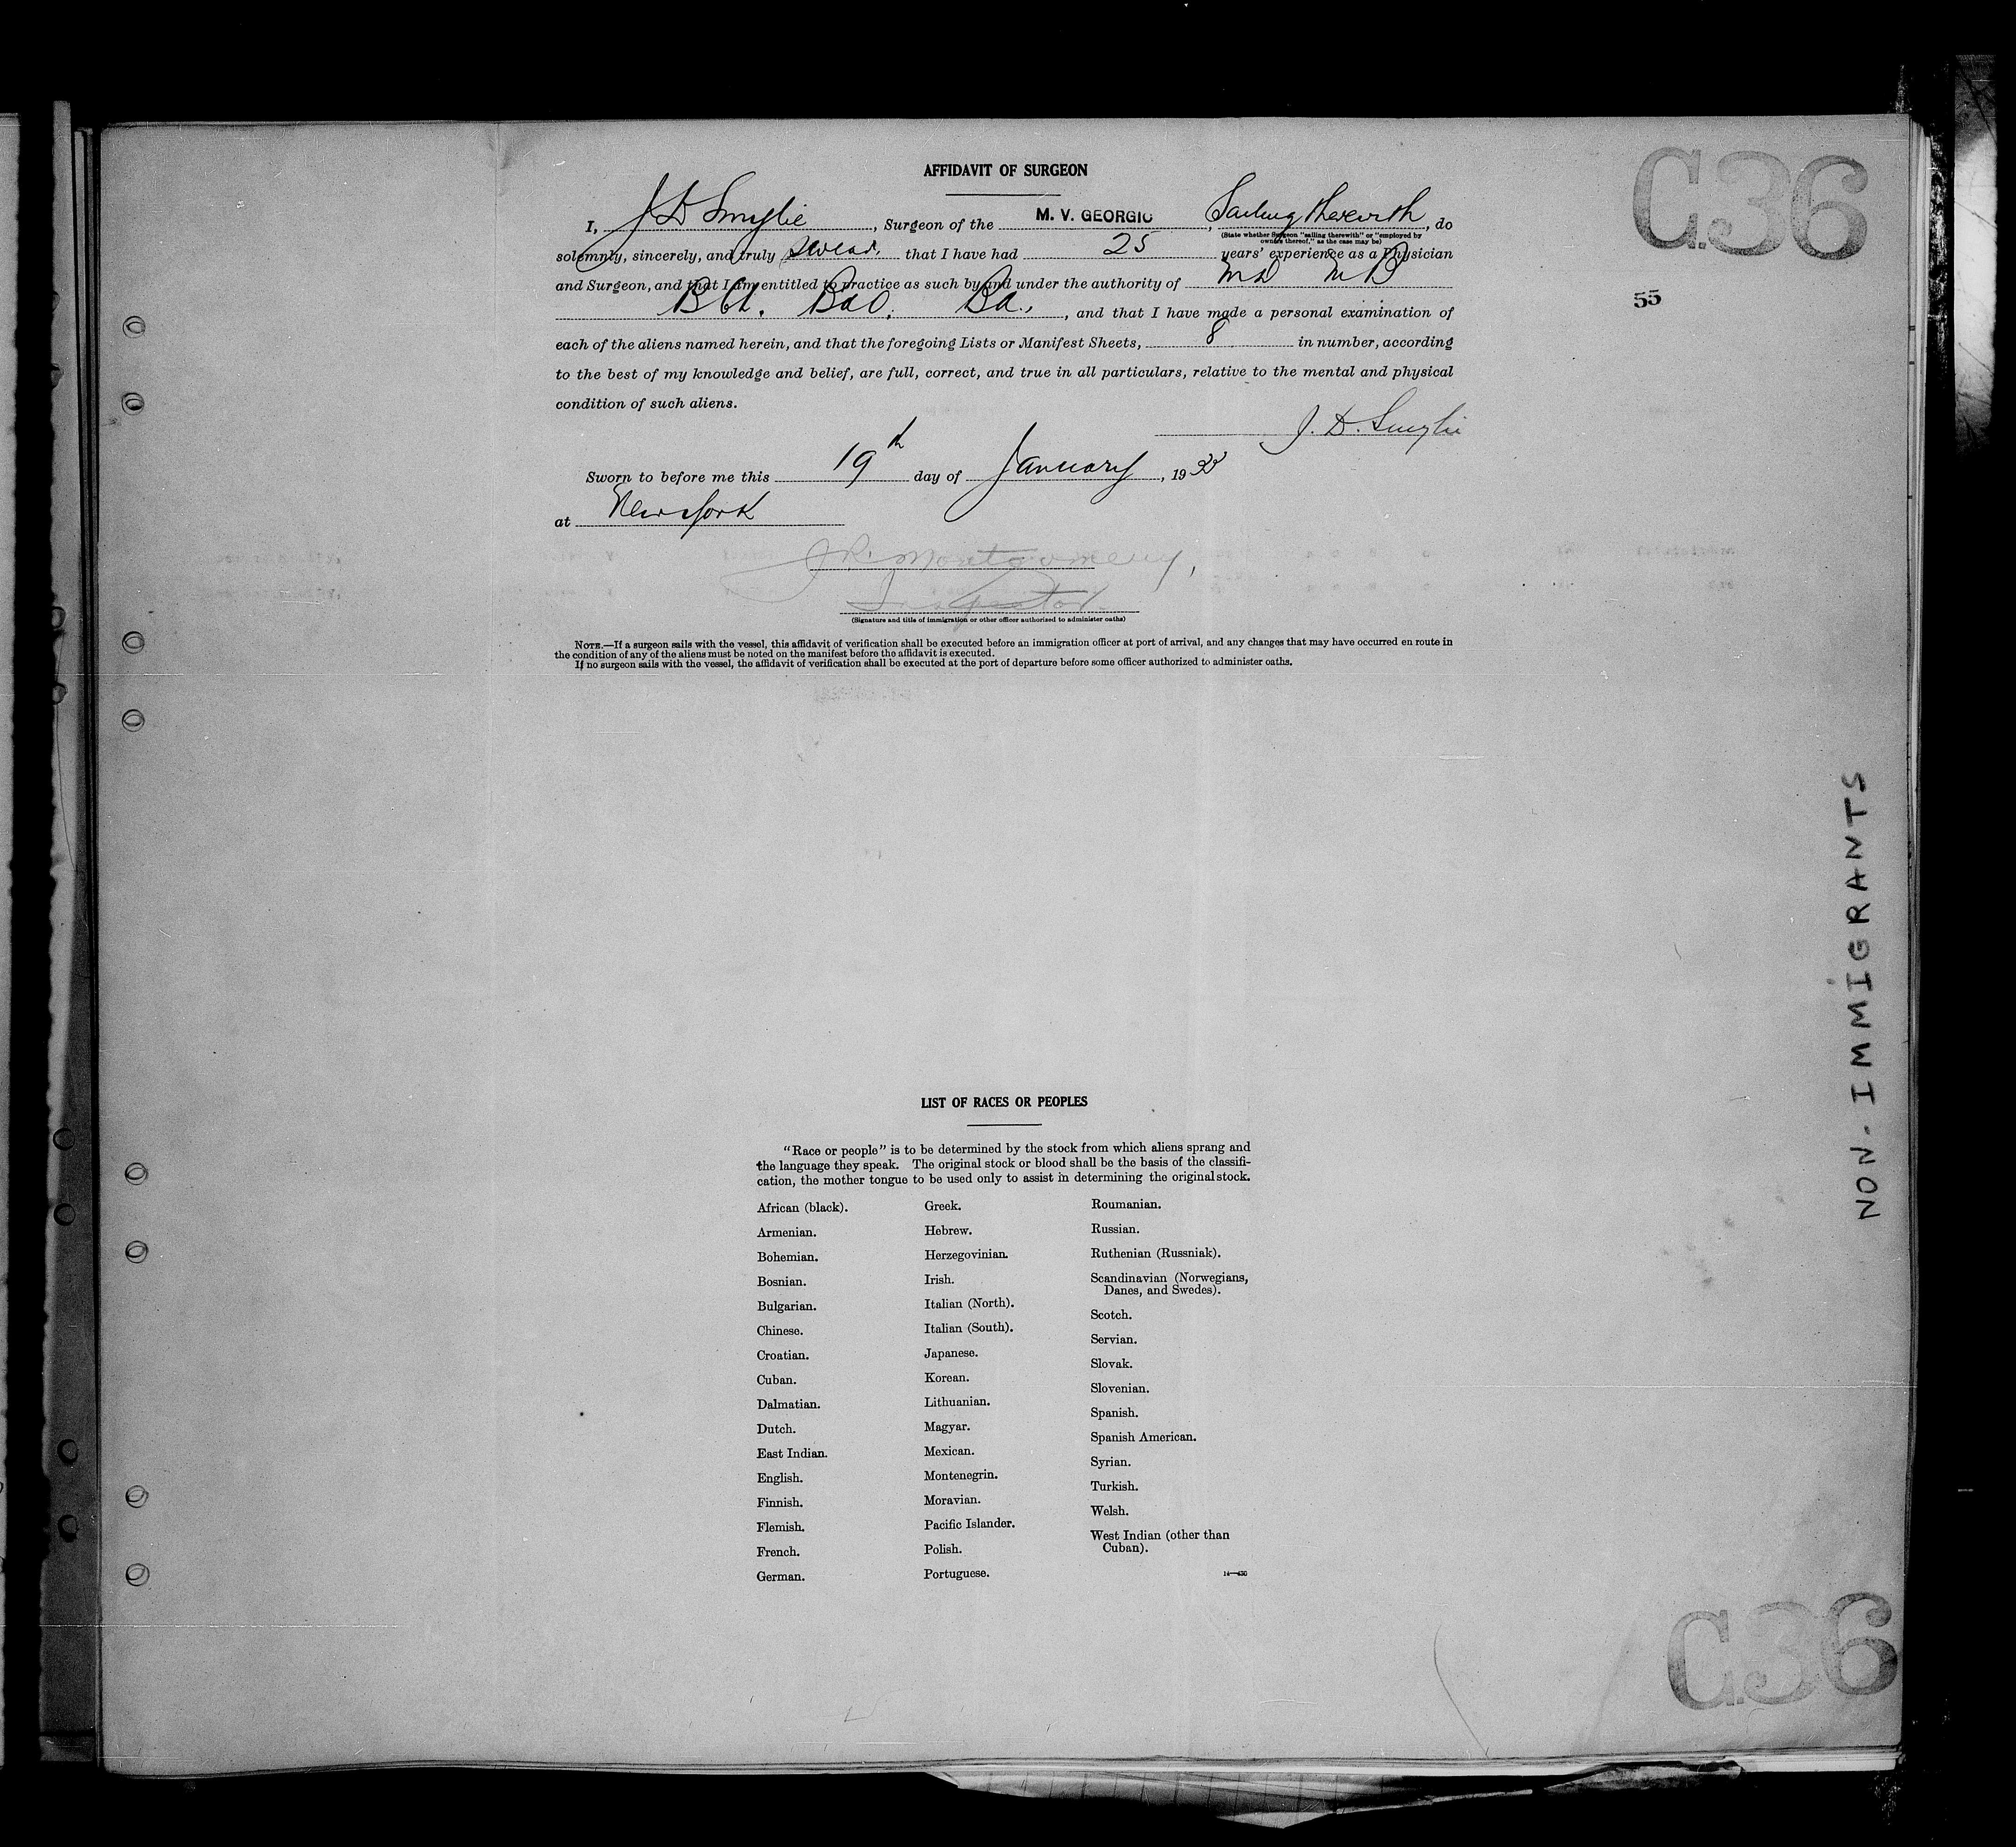 C.36
55
AFFIDAVIT OF SURGEON
I, J D Smylie, Surgeon of the M. V. GEORGIC, Sailing therewith, do
(State whether Surgeon "sailing therewith" or "employed by
owners thereof," as the case may be)
solemnly, sincerely, and truly swear, that I have had 25 years' experience as a Physician
and Surgeon, and that I am entitled to practice as such by and under the authority of MD MB
BCh. BAO, BA., and that I have made a personal examination of
each of the aliens named herein, and that the foregoing Lists or Manifest Sheets, 8 in number, according
to the best of my knowledge and belief, are full, correct, and true in all particulars, relative to the mental and physical
condition of such aliens.
J. D. Smylie
Sworn to before me this 19th day of January, 1933
at New York
J R Montgomery,
Inspector.
(Signature and title of immigration or other officer authorized to administer oaths)
NOTE.—If a surgeon sails with the vessel, this affidavit of verification shall be executed before an immigration officer at port of arrival, and any changes that may have occurred en route in
the condition of any of the aliens must be noted on the manifest before the affidavit is executed.
If no surgeon sails with the vessel, the affidavit of verification shall be executed at the port of departure before some officer authorized to administer oaths.
NON-IMMIGRANTS
LIST OF RACES OR PEOPLES
"Race or people" is to be determined by the stock from which aliens sprang and
the language they speak. The original stock or blood shall be the basis of the classifi-
cation, the mother tongue to be used only to assist in determining the original stock.
African (black).
Armenian.
Bohemian.
Bosnian.
Bulgarian.
Chinese.
Croatian.
Cuban.
Dalmatian.
Dutch.
East Indian.
English.
Finnish.
Flemish.
French.
German.
Greek.
Hebrew.
Herzegovinian.
Irish.
Italian (North).
Italian (South).
Japanese.
Korean.
Lithuanian.
Magyar.
Mexican.
Montenegrin.
Moravian.
Pacific Islander.
Polish.
Portuguese.
Roumanian.
Russian.
Ruthenian (Russniak).
Scandinavian (Norwegians,
Danes, and Swedes).
Scotch.
Servian.
Slovak.
Slovenian.
Spanish.
Spanish American.
Syrian.
Turkish.
Welsh.
West Indian (other than
Cuban).
C.36